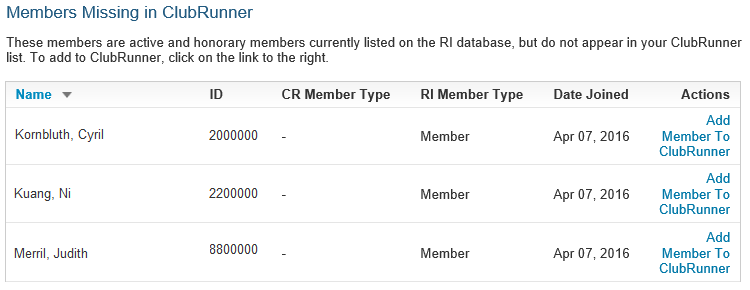 Members Missing in ClubRunner
These members are active and honorary members currently listed on the RI database, but do not appear in your ClubRunner
list. To add to ClubRunner, click on the link to the right.
Name ID CR Member Type RI Member Type Date Joined Actions
Kornbluth, Cyril 2000000 - Member Apr 07, 2016 Add
Member To
ClubRunner
Kuang, Ni 2200000 - Member Apr 07, 2016 Add
Member To
ClubRunner
Merril, Judith 8800000 - Member Apr 07, 2016 Add
Member To
ClubRunner